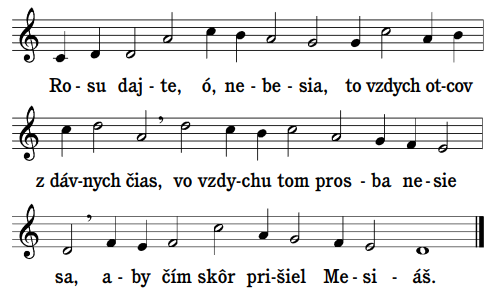 Ro - su daj - te, ó, ne - be - sia, to vzdych ot-cov
z dáv-nych čias, vo vzdy-chu tom pros - ba ne-sie
sa, a - by čím skôr pri-šiel Me-si - áš.